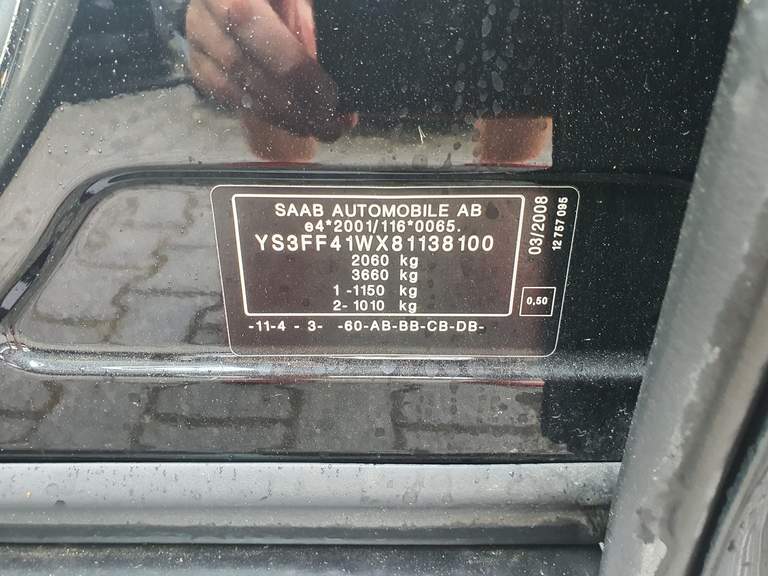 SAAB AUTOMOBILE AB
e4*2001/116*0065.
YS3FF41WX81138100
2060 kg
3660 kg
1 -1150 kg
2- 1010 kg
-11-4 - 3- -60-AB-BB-CB-DB-
03/2008
12 757 095
0,50